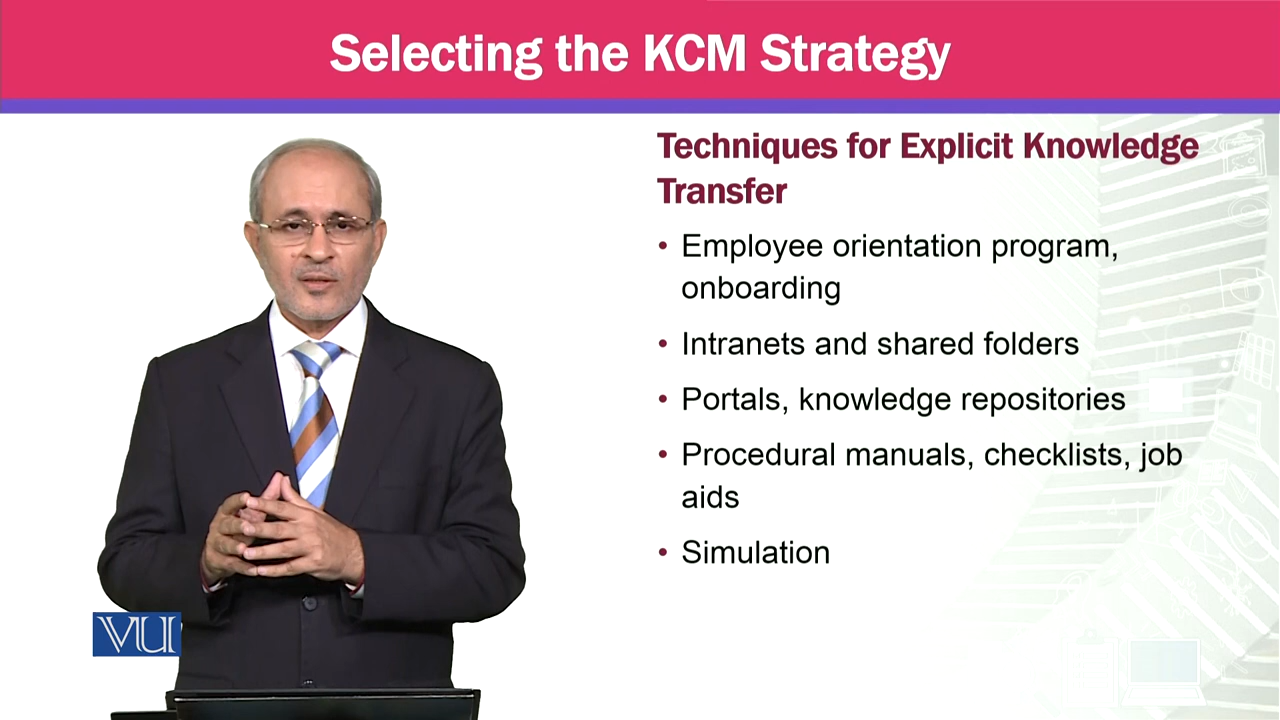 Selecting the KCM Strategy
Techniques for Explicit Knowledge
Transfer
• Employee orientation program,
onboarding
• Intranets and shared folders
• Portals, knowledge repositories
• Procedural manuals, checklists, job
aids
• Simulation
VU